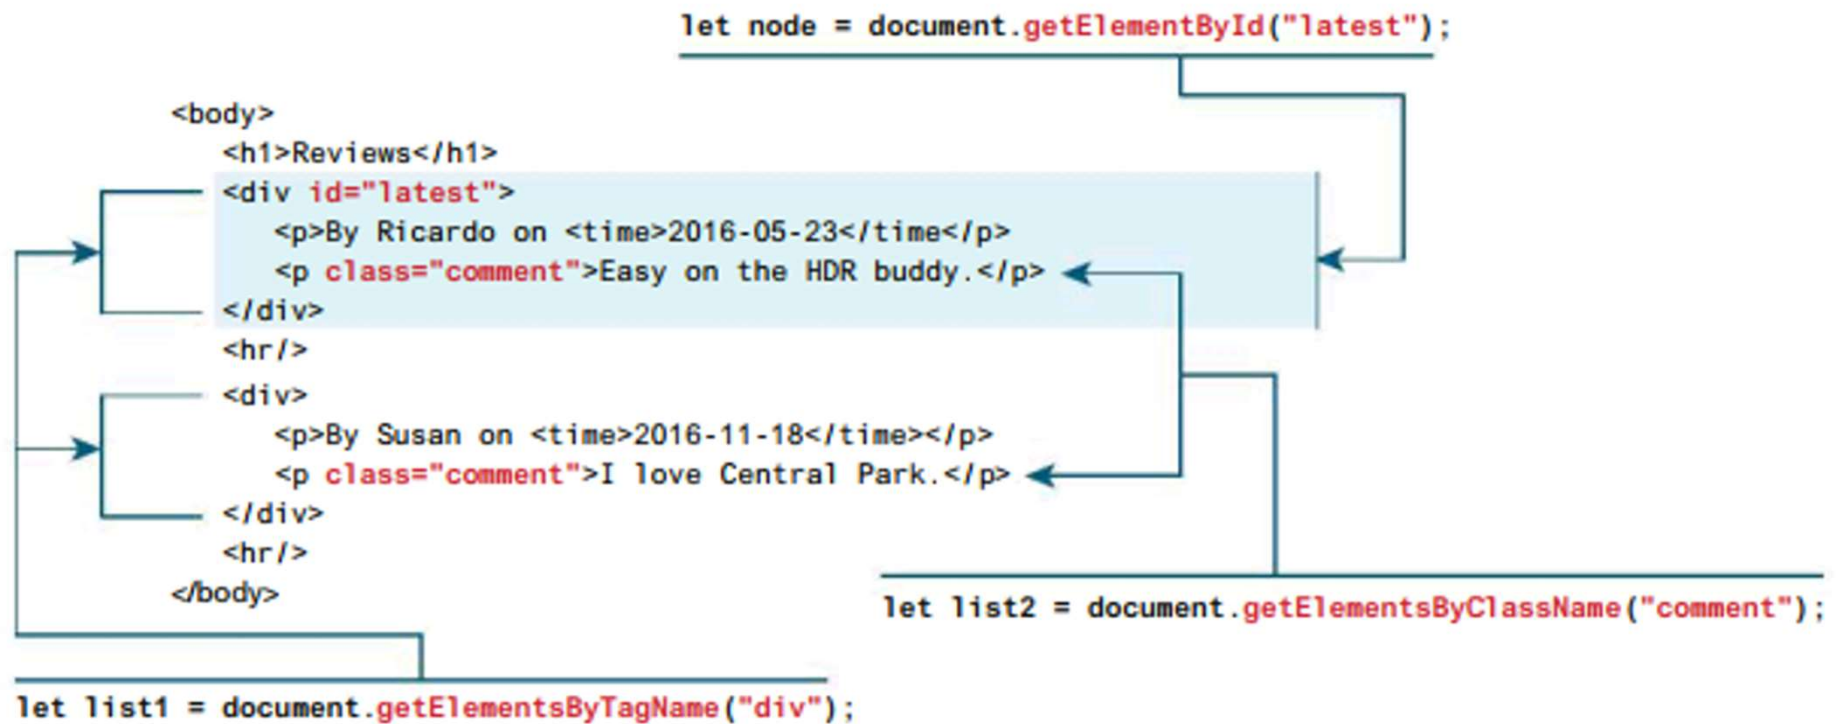 let node = document.getElementById("latest");
<body>
<h1>Reviews</h1>
<div id="latest">
<p>By Ricardo on <time>2016-05-23</time</p>
<p class="comment">Easy on the HDR buddy.</p>
</div>
<hr/>
<div>
<p>By Susan on <time>2016-11-18</time></p>
<p class="comment">I love Central Park.</p>
</div>
<hr/>
</body>
let list2 = document.getElementsByClassName("comment");
let list1 = document.getElementsByTagName("div");